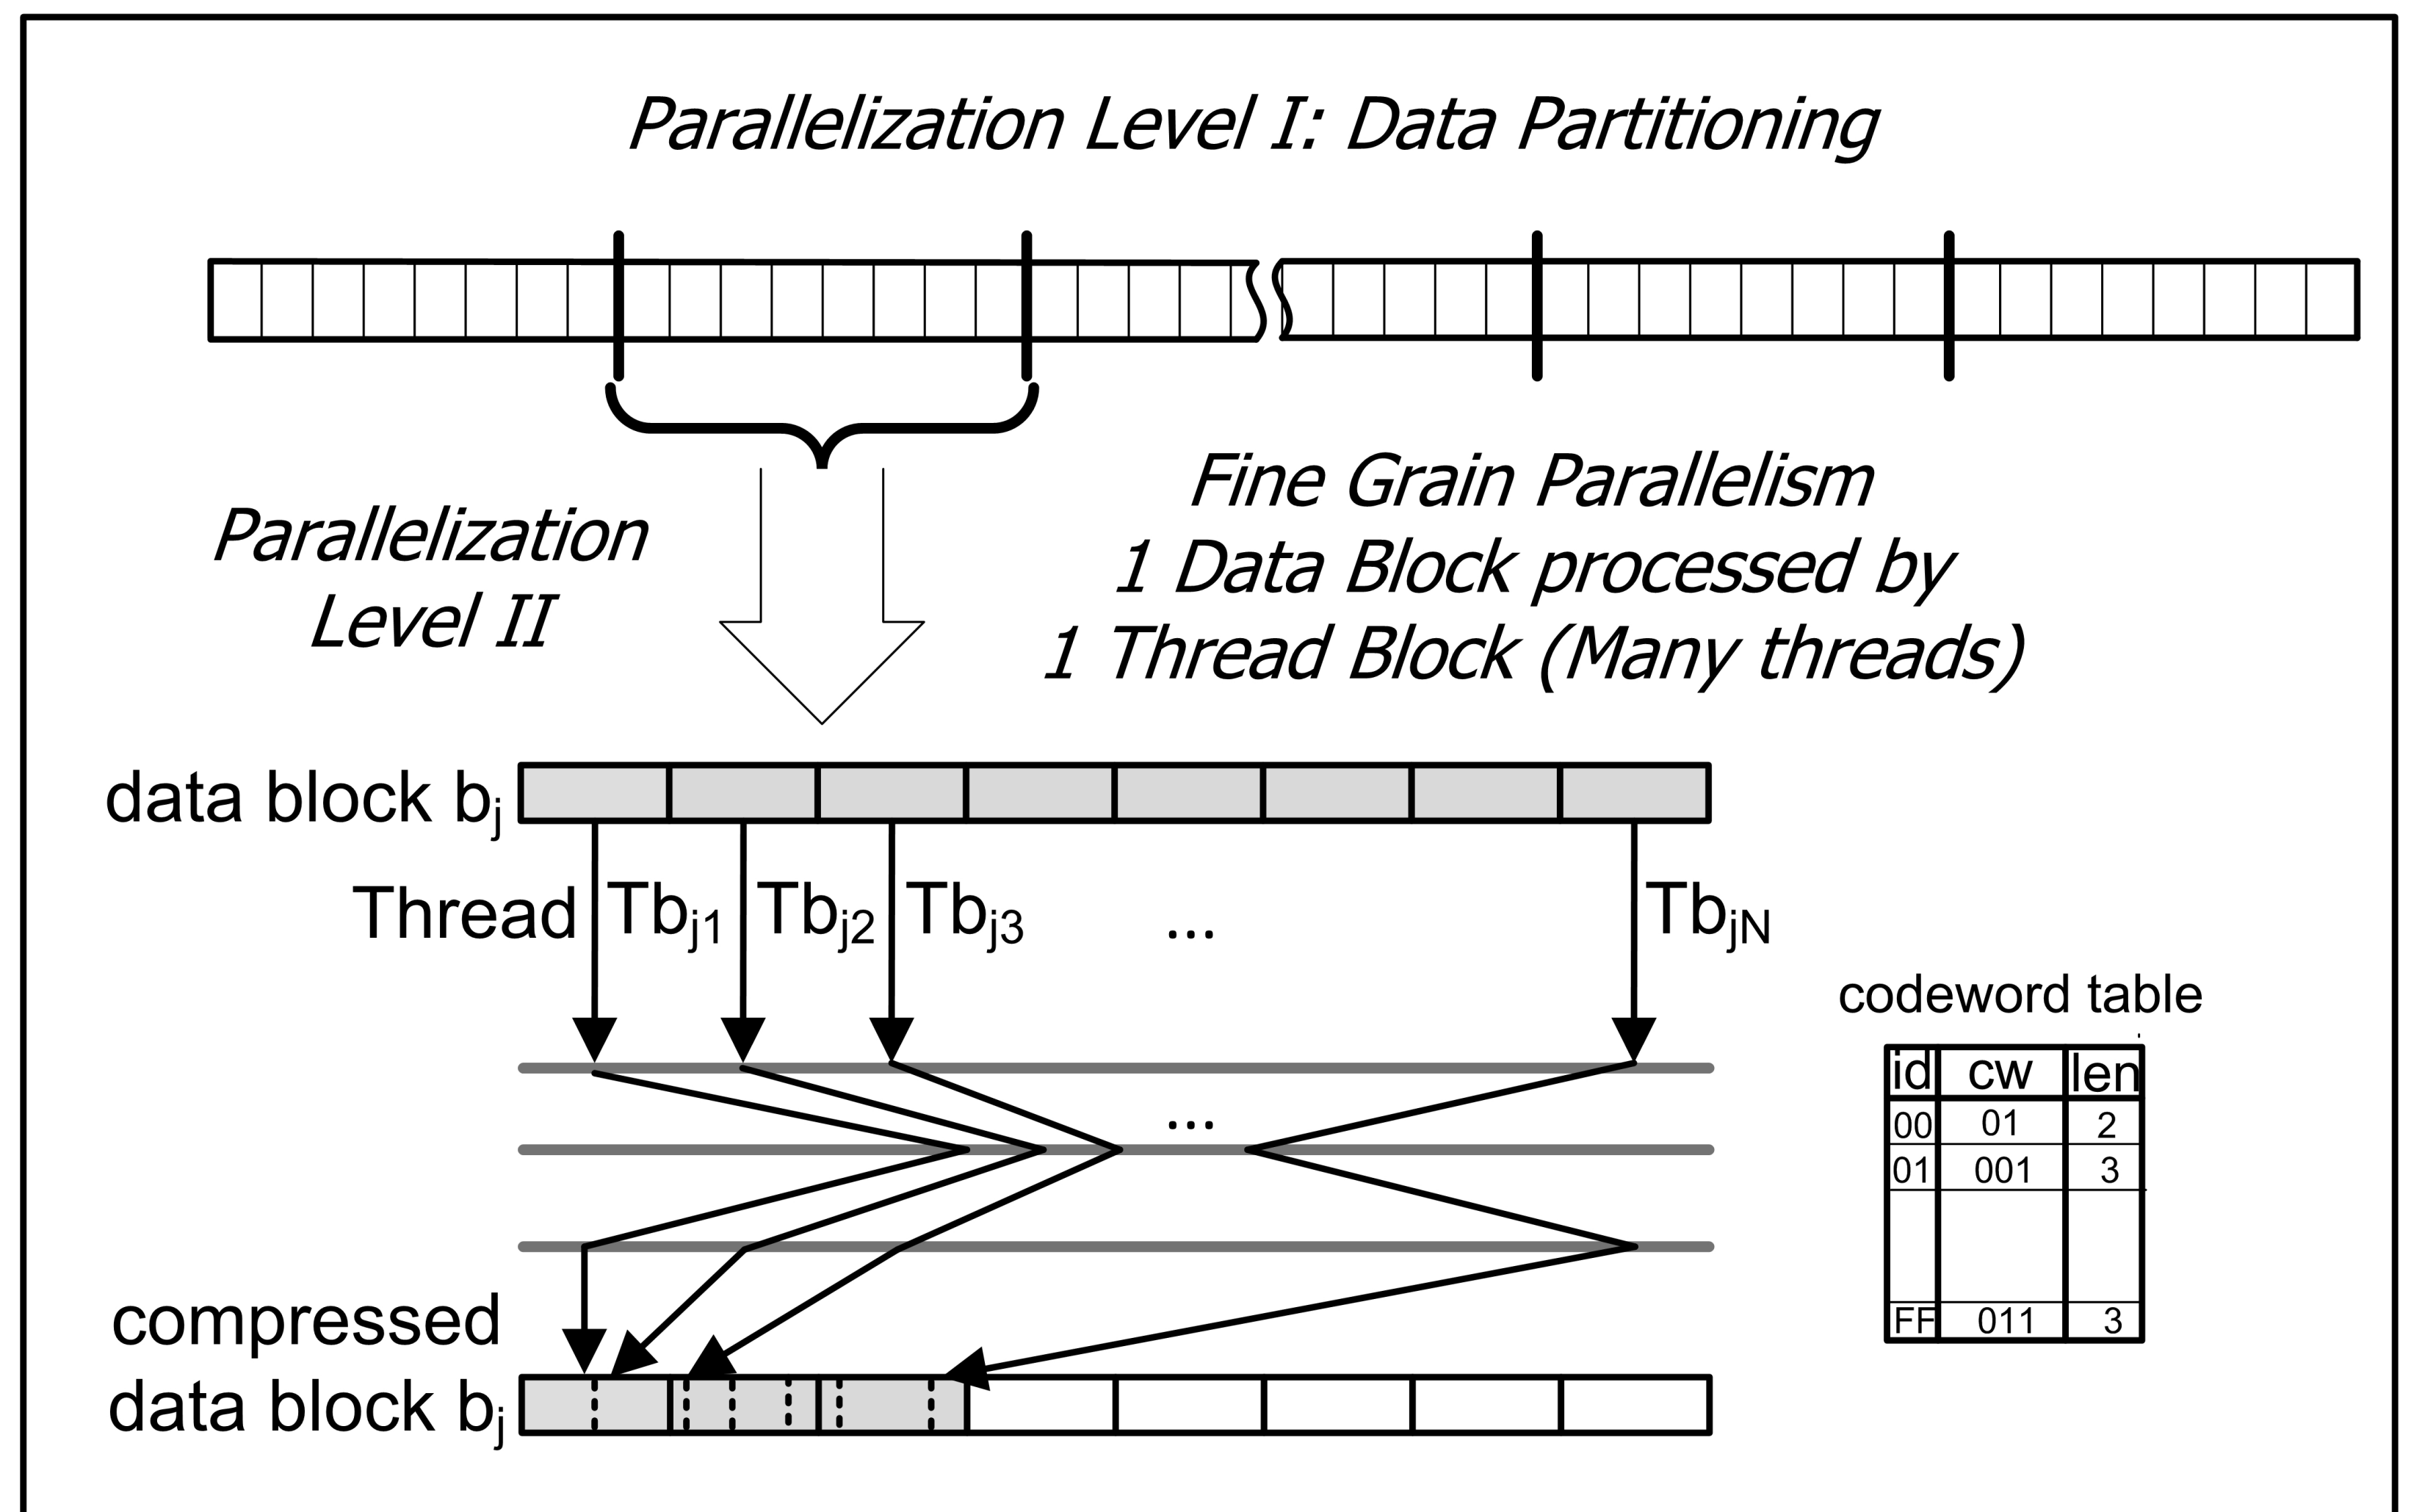 Parallelization Level I: Data Partitioning
Parallelization
Level II
Fine Grain Parallelism
1 Data Block processed by
1 Thread Block (Many threads)
data block bj
Thread Tbj1 Tbj2 Tbj3 ... TbjN
...
codeword table
id cw len
00 01 2
01 001 3
FF 011 3
compressed
data block bj